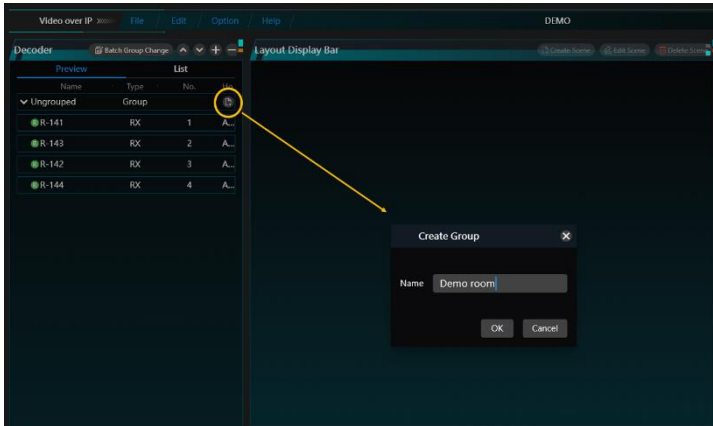 Video over IP File Edit Option Help DEMO
Decoder Batch Group Change Layout Display Bar Create Scene Edit Scene Delete Scene
Preview List
Name Type No.
Ungrouped Group
R-141 RX 1 A...
R-143 RX 2 A...
R-142 RX 3 A...
R-144 RX 4 A...
Create Group
Name Demo room
OK Cancel